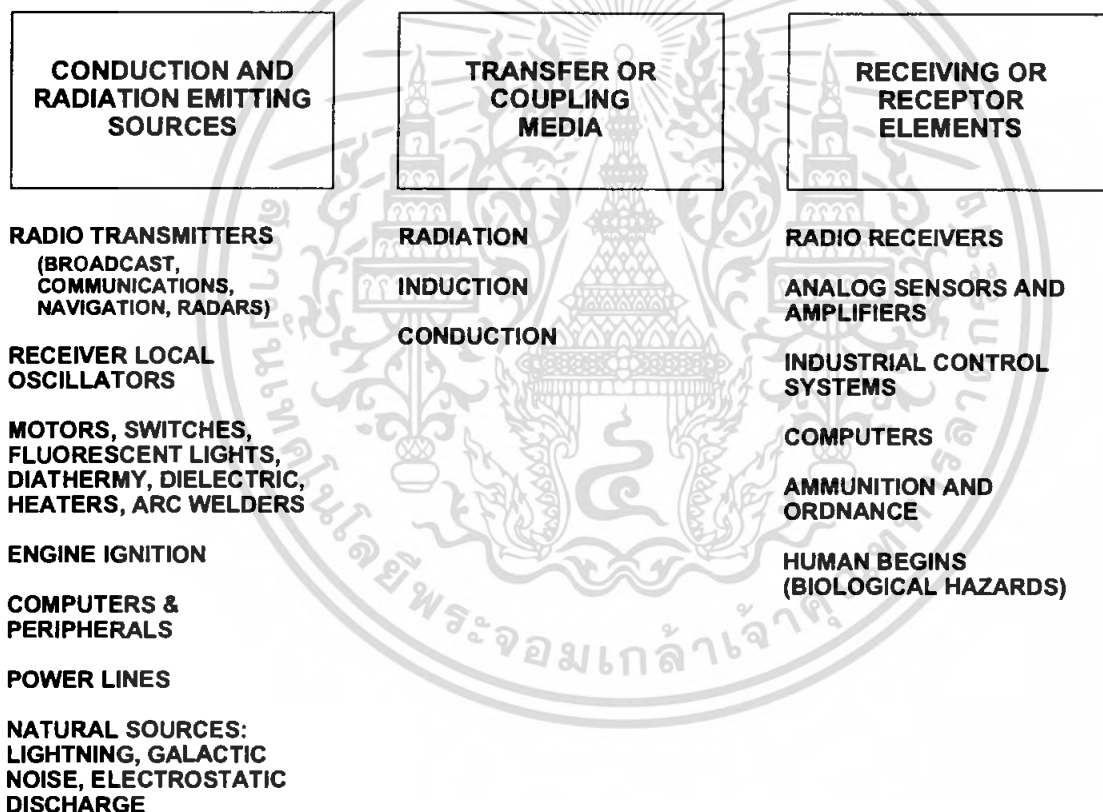 CONDUCTION AND
RADIATION EMITTING
SOURCES
TRANSFER OR
COUPLING
MEDIA
RECEIVING OR
RECEPTOR
ELEMENTS
RADIO TRANSMITTERS
(BROADCAST,
COMMUNICATIONS,
NAVIGATION, RADARS)
RECEIVER LOCAL
OSCILLATORS
MOTORS, SWITCHES,
FLUORESCENT LIGHTS,
DIATHERMY, DIELECTRIC,
HEATERS, ARC WELDERS
ENGINE IGNITION
COMPUTERS &
PERIPHERALS
POWER LINES
NATURAL SOURCES:
LIGHTNING, GALACTIC
NOISE, ELECTROSTATIC
DISCHARGE
RADIATION
INDUCTION
CONDUCTION
RADIO RECEIVERS
ANALOG SENSORS AND
AMPLIFIERS
INDUSTRIAL CONTROL
SYSTEMS
COMPUTERS
AMMUNITION AND
ORDNANCE
HUMAN BEGINS
(BIOLOGICAL HAZARDS)